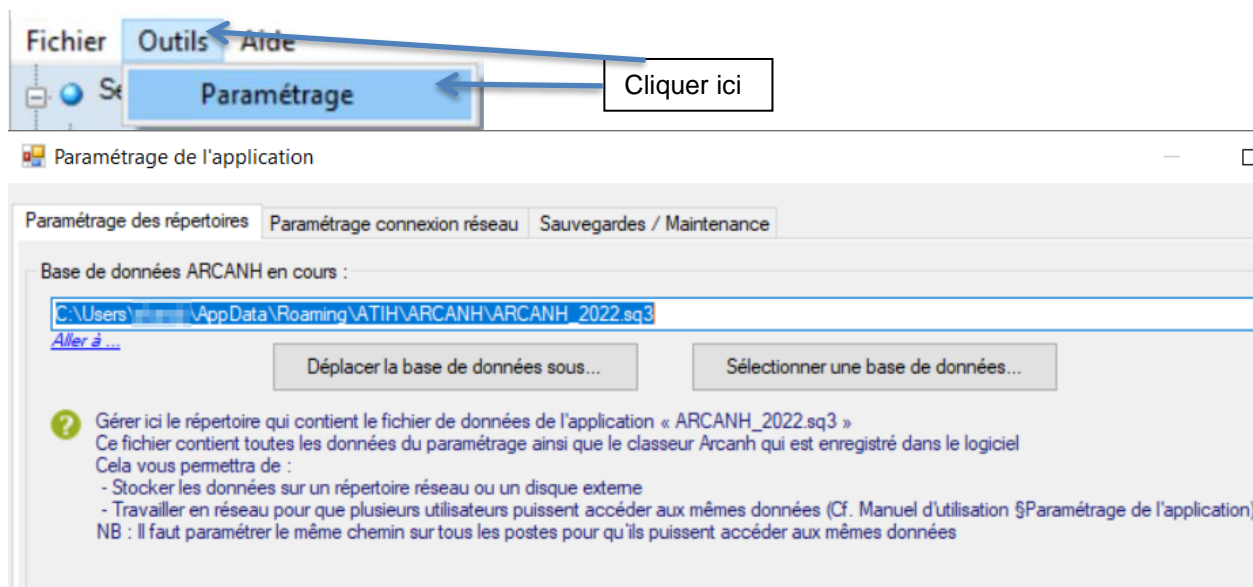 Fichier Outils Aide
Paramétrage
Cliquer ici
Paramétrage de l'application
Paramétrage des répertoires Paramétrage connexion réseau Sauvegardes / Maintenance
Base de données ARCANH en cours :
C:\Users\ \AppData\Roaming\ATIH\ARCANH\ARCANH_2022.sq3
Aller à ...
Déplacer la base de données sous... Sélectionner une base de données...
Gérer ici le répertoire qui contient le fichier de données de l'application « ARCANH_2022.sq3 »
Ce fichier contient toutes les données du paramétrage ainsi que le classeur Arcanh qui est enregistré dans le logiciel
Cela vous permettra de :
- Stocker les données sur un répertoire réseau ou un disque externe
- Travailler en réseau pour que plusieurs utilisateurs puissent accéder aux mêmes données (Cf. Manuel d'utilisation §Paramétrage de l'application)
NB : Il faut paramétrer le même chemin sur tous les postes pour qu'ils puissent accéder aux mêmes données